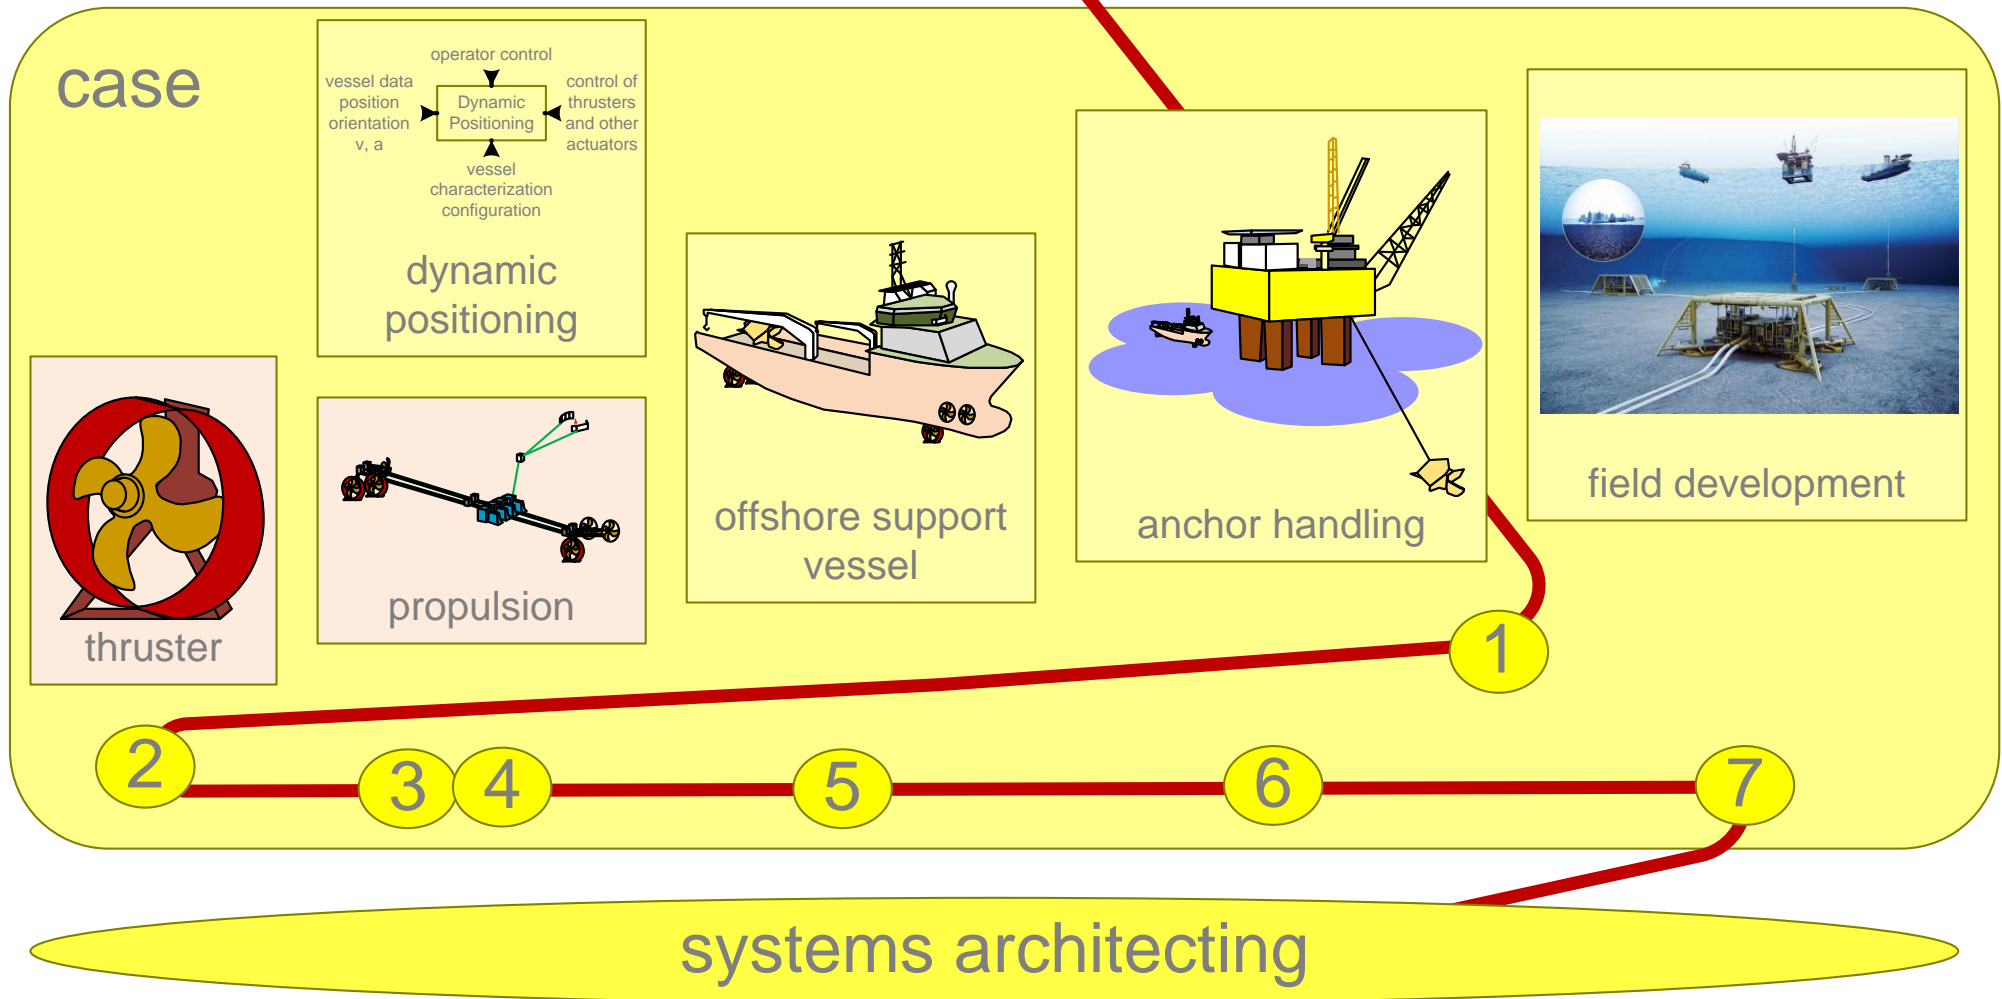 case
operator control
vessel data
position
orientation
v, a
Dynamic
Positioning
control of
thrusters
and other
actuators
vessel
characterization
configuration
dynamic
positioning
thruster
propulsion
offshore support
vessel
anchor handling
field development
1
2
3
4
5
6
7
systems architecting